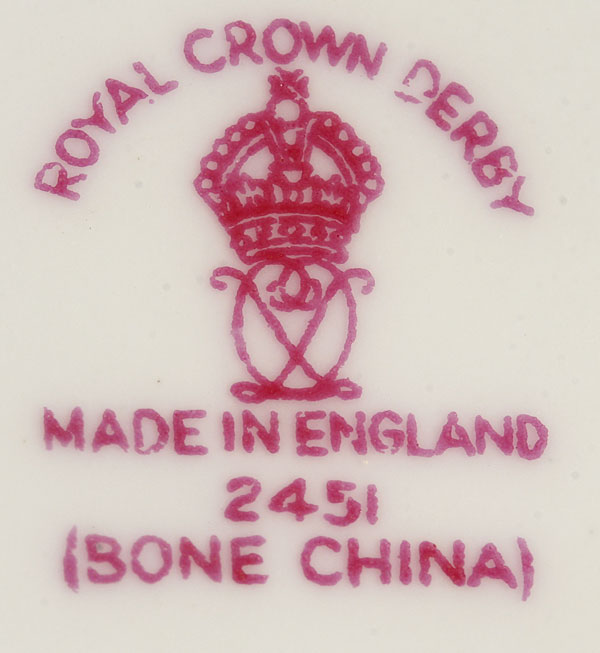 ROYAL CROWN DERBY
MADE IN ENGLAND
2451
(BONE CHINA)